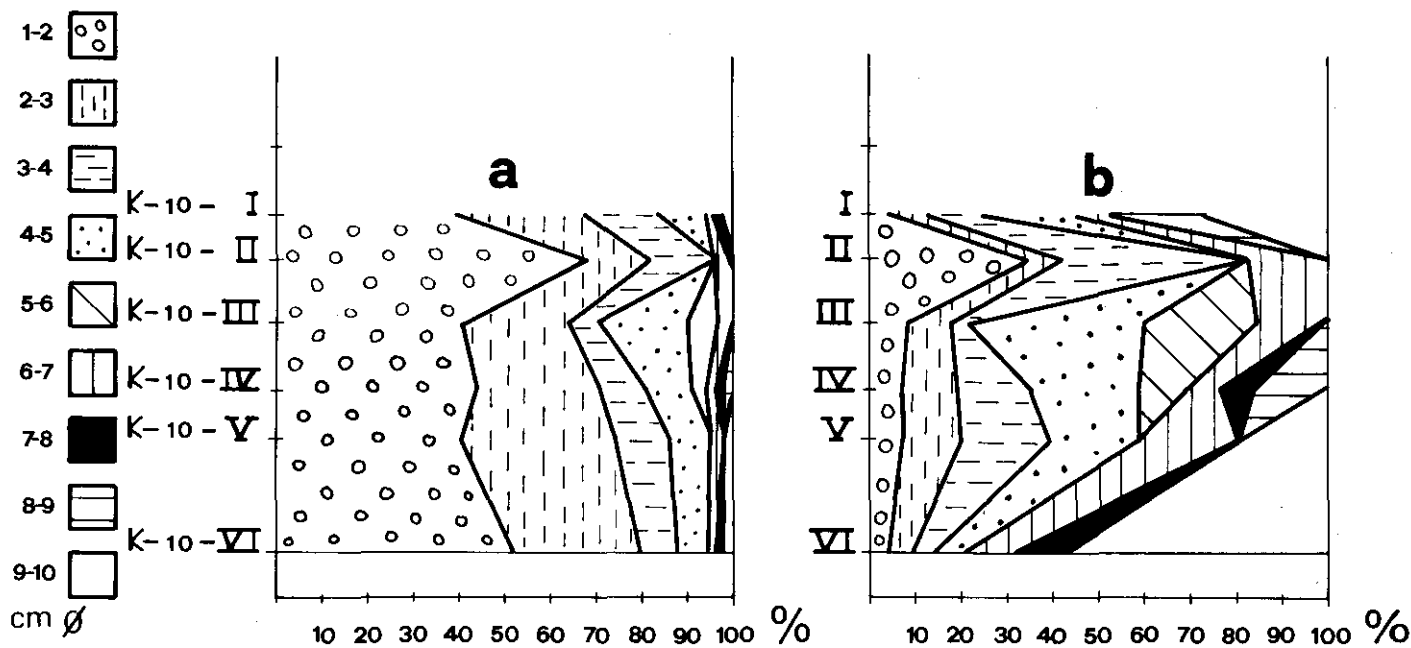 1-2
2-3
3-4
4-5
5-6
6-7
7-8
8-9
9-10
cm Ø
a
K-10- I
K-10- II
K-10-III
K-10-IV
K-10- V
K-10-VI
10 20 30 40 60 70 80 90 100 %
b
I
II
III
IV
V
VI
10 20 30 40 50 60 70 80 90 100 %